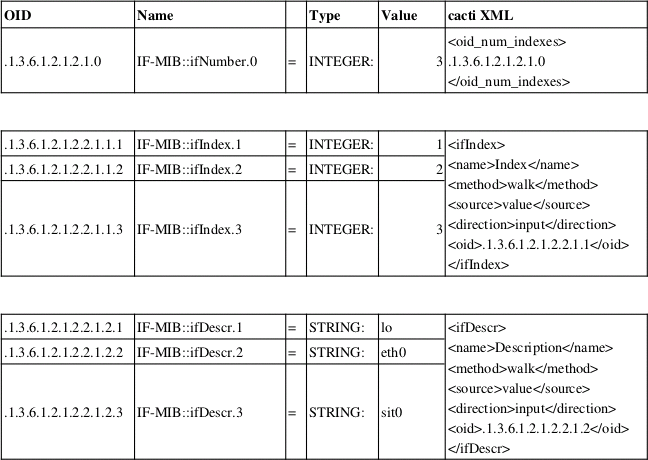 OID Name Type Value cacti XML
.1.3.6.1.2.1.2.1.0 IF-MIB::ifNumber.0 = INTEGER: 3 <oid_num_indexes>
.1.3.6.1.2.1.2.1.0
</oid_num_indexes>
.1.3.6.1.2.1.2.2.1.1.1 IF-MIB::ifIndex.1 = INTEGER: 1 <ifIndex>
.1.3.6.1.2.1.2.2.1.1.2 IF-MIB::ifIndex.2 = INTEGER: 2 <name>Index</name>
<method>walk</method>
<source>value</source>
.1.3.6.1.2.1.2.2.1.1.3 IF-MIB::ifIndex.3 = INTEGER: 3 <direction>input</direction>
<oid>.1.3.6.1.2.1.2.2.1.1</oid>
</ifIndex>
.1.3.6.1.2.1.2.2.1.2.1 IF-MIB::ifDescr.1 = STRING: lo <ifDescr>
.1.3.6.1.2.1.2.2.1.2.2 IF-MIB::ifDescr.2 = STRING: eth0 <name>Description</name>
<method>walk</method>
<source>value</source>
.1.3.6.1.2.1.2.2.1.2.3 IF-MIB::ifDescr.3 = STRING: sit0 <direction>input</direction>
<oid>.1.3.6.1.2.1.2.2.1.2</oid>
</ifDescr>